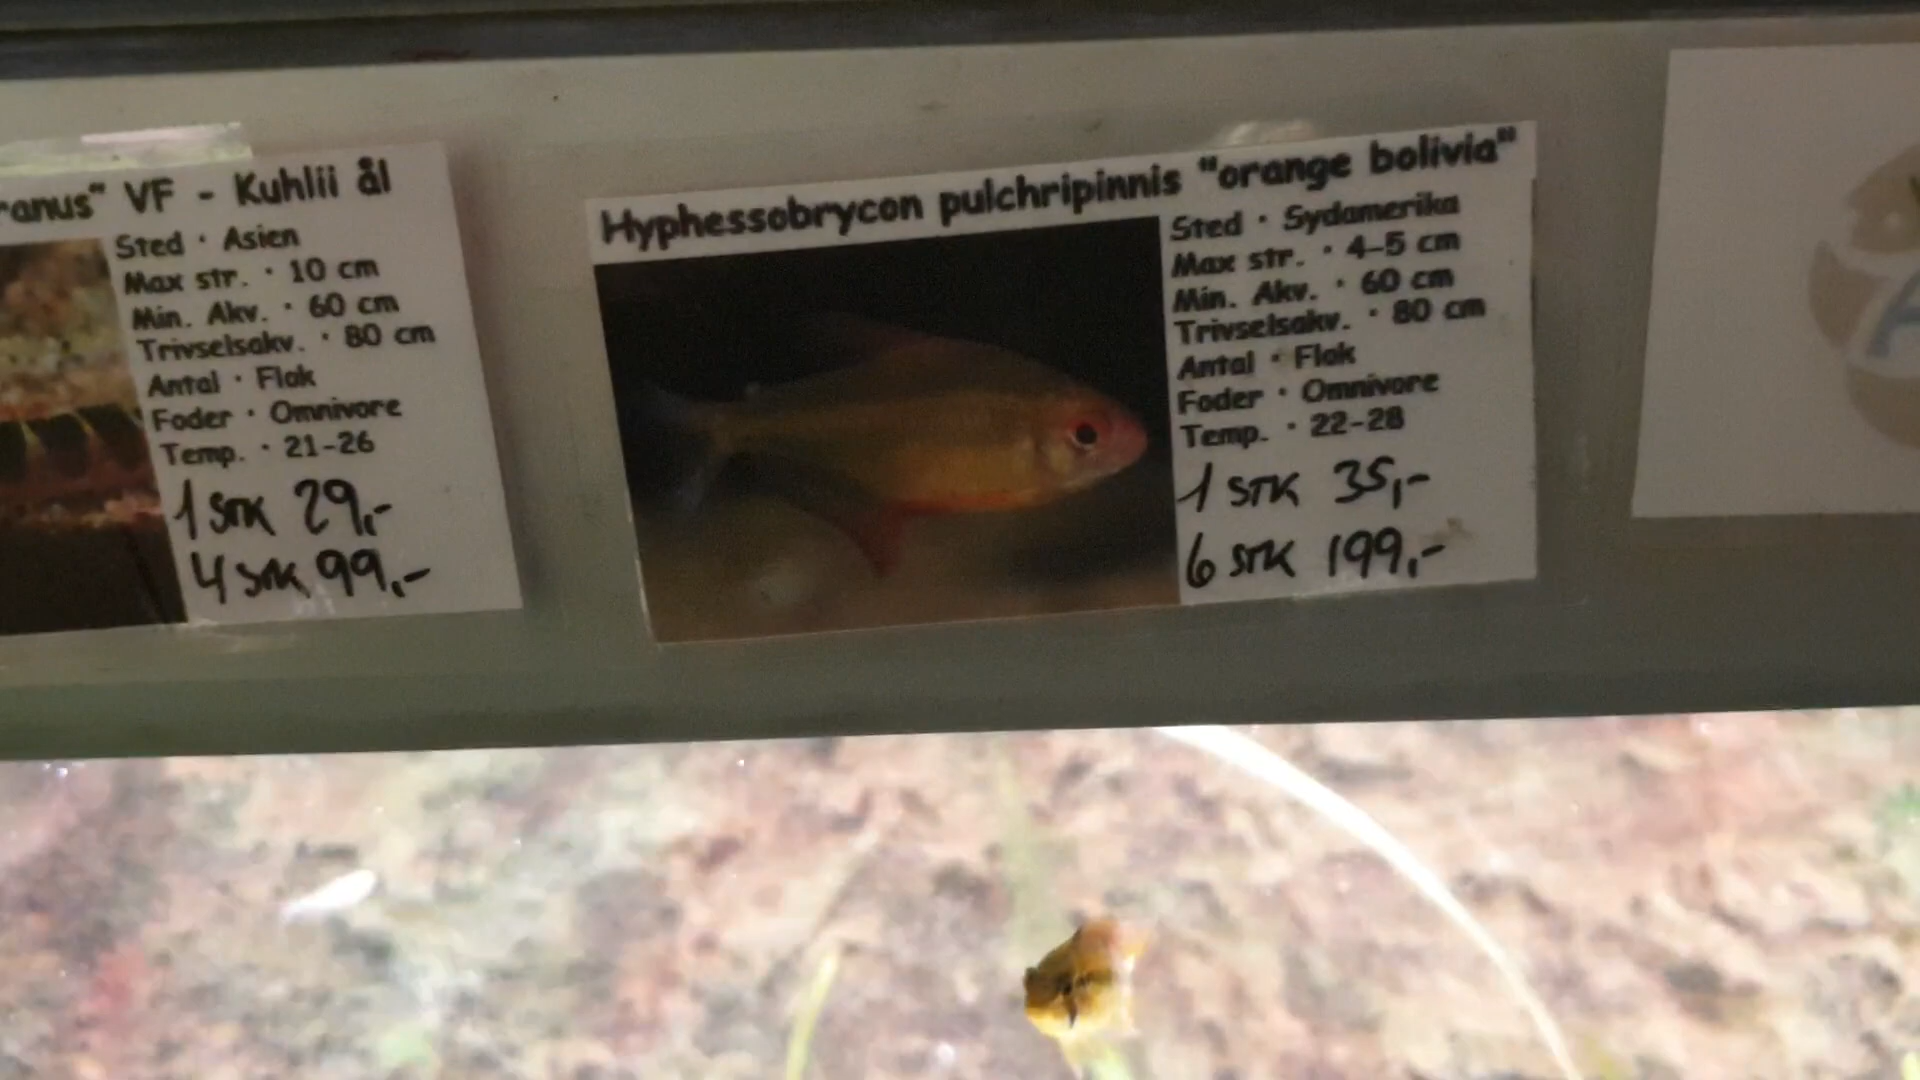 ranus" VF - Kuhlii ål
Sted · Asien
Max str. · 10 cm
Min. Akv. · 60 cm
Trivselsakv. · 80 cm
Antal · Flok
Foder · Omnivore
Temp. · 21-26
1 STK 29,-
4 STK 99,-
Hyphessobrycon pulchripinnis "orange bolivia"
Sted · Sydamerika
Max str. · 4-5 cm
Min. Akv. · 60 cm
Trivselsakv. · 80 cm
Antal · Flok
Foder · Omnivore
Temp. · 22-28
1 STK 35,-
6 STK 199,-